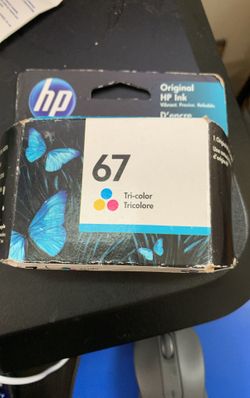 hp
Original
HP Ink
Vibrant. Precise. Reliable.
D'encre
67
Tri-color
Tricolore